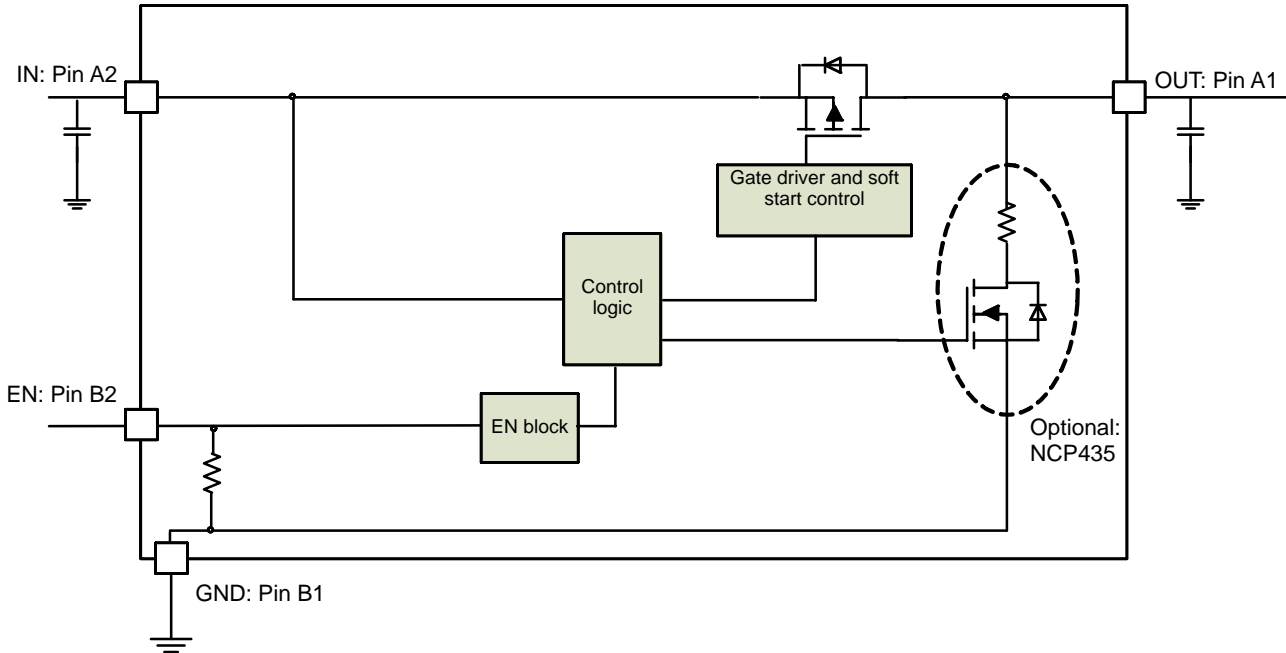 IN: Pin A2
OUT: Pin A1
Gate driver and soft
start control
Control
logic
EN: Pin B2
EN block
Optional:
NCP435
GND: Pin B1